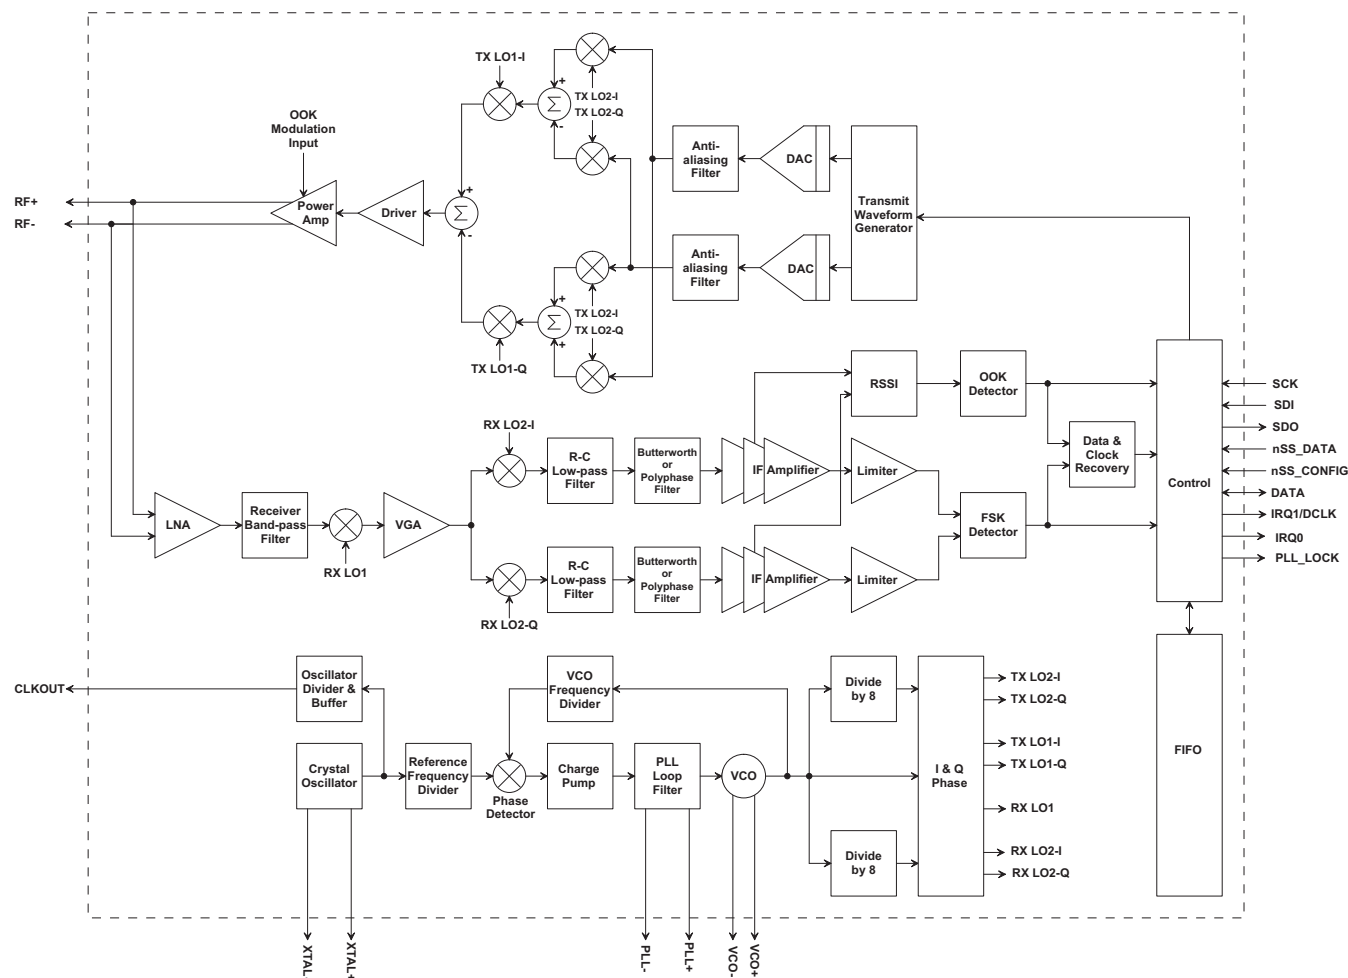 TX LO1-I
TX LO2-I
TX LO2-Q
OOK
Modulation
Input
Anti-
aliasing
Filter
DAC
RF+
RF-
Power
Amp
Driver
Σ
+
-
Σ
+
-
Transmit
Waveform
Generator
Anti-
aliasing
Filter
DAC
Σ
+
+
TX LO2-I
TX LO2-Q
TX LO1-Q
RSSI
OOK
Detector
SCK
SDI
SDO
nSS_DATA
nSS_CONFIG
DATA
IRQ1/DCLK
IRQ0
PLL_LOCK
RX LO2-I
R-C
Low-pass
Filter
Butterworth
or
Polyphase
Filter
IF Amplifier
Limiter
Data &
Clock
Recovery
Control
LNA
Receiver
Band-pass
Filter
RX LO1
VGA
FSK
Detector
R-C
Low-pass
Filter
Butterworth
or
Polyphase
Filter
IF Amplifier
Limiter
RX LO2-Q
CLKOUT
Oscillator
Divider &
Buffer
VCO
Frequency
Divider
Divide
by 8
TX LO2-I
TX LO2-Q
TX LO1-I
TX LO1-Q
RX LO1
RX LO2-I
RX LO2-Q
Crystal
Oscillator
Reference
Frequency
Divider
Phase
Detector
Charge
Pump
PLL
Loop
Filter
VCO
I & Q
Phase
Divide
by 8
FIFO
XTAL-
XTAL+
PLL-
PLL+
VCO-
VCO+